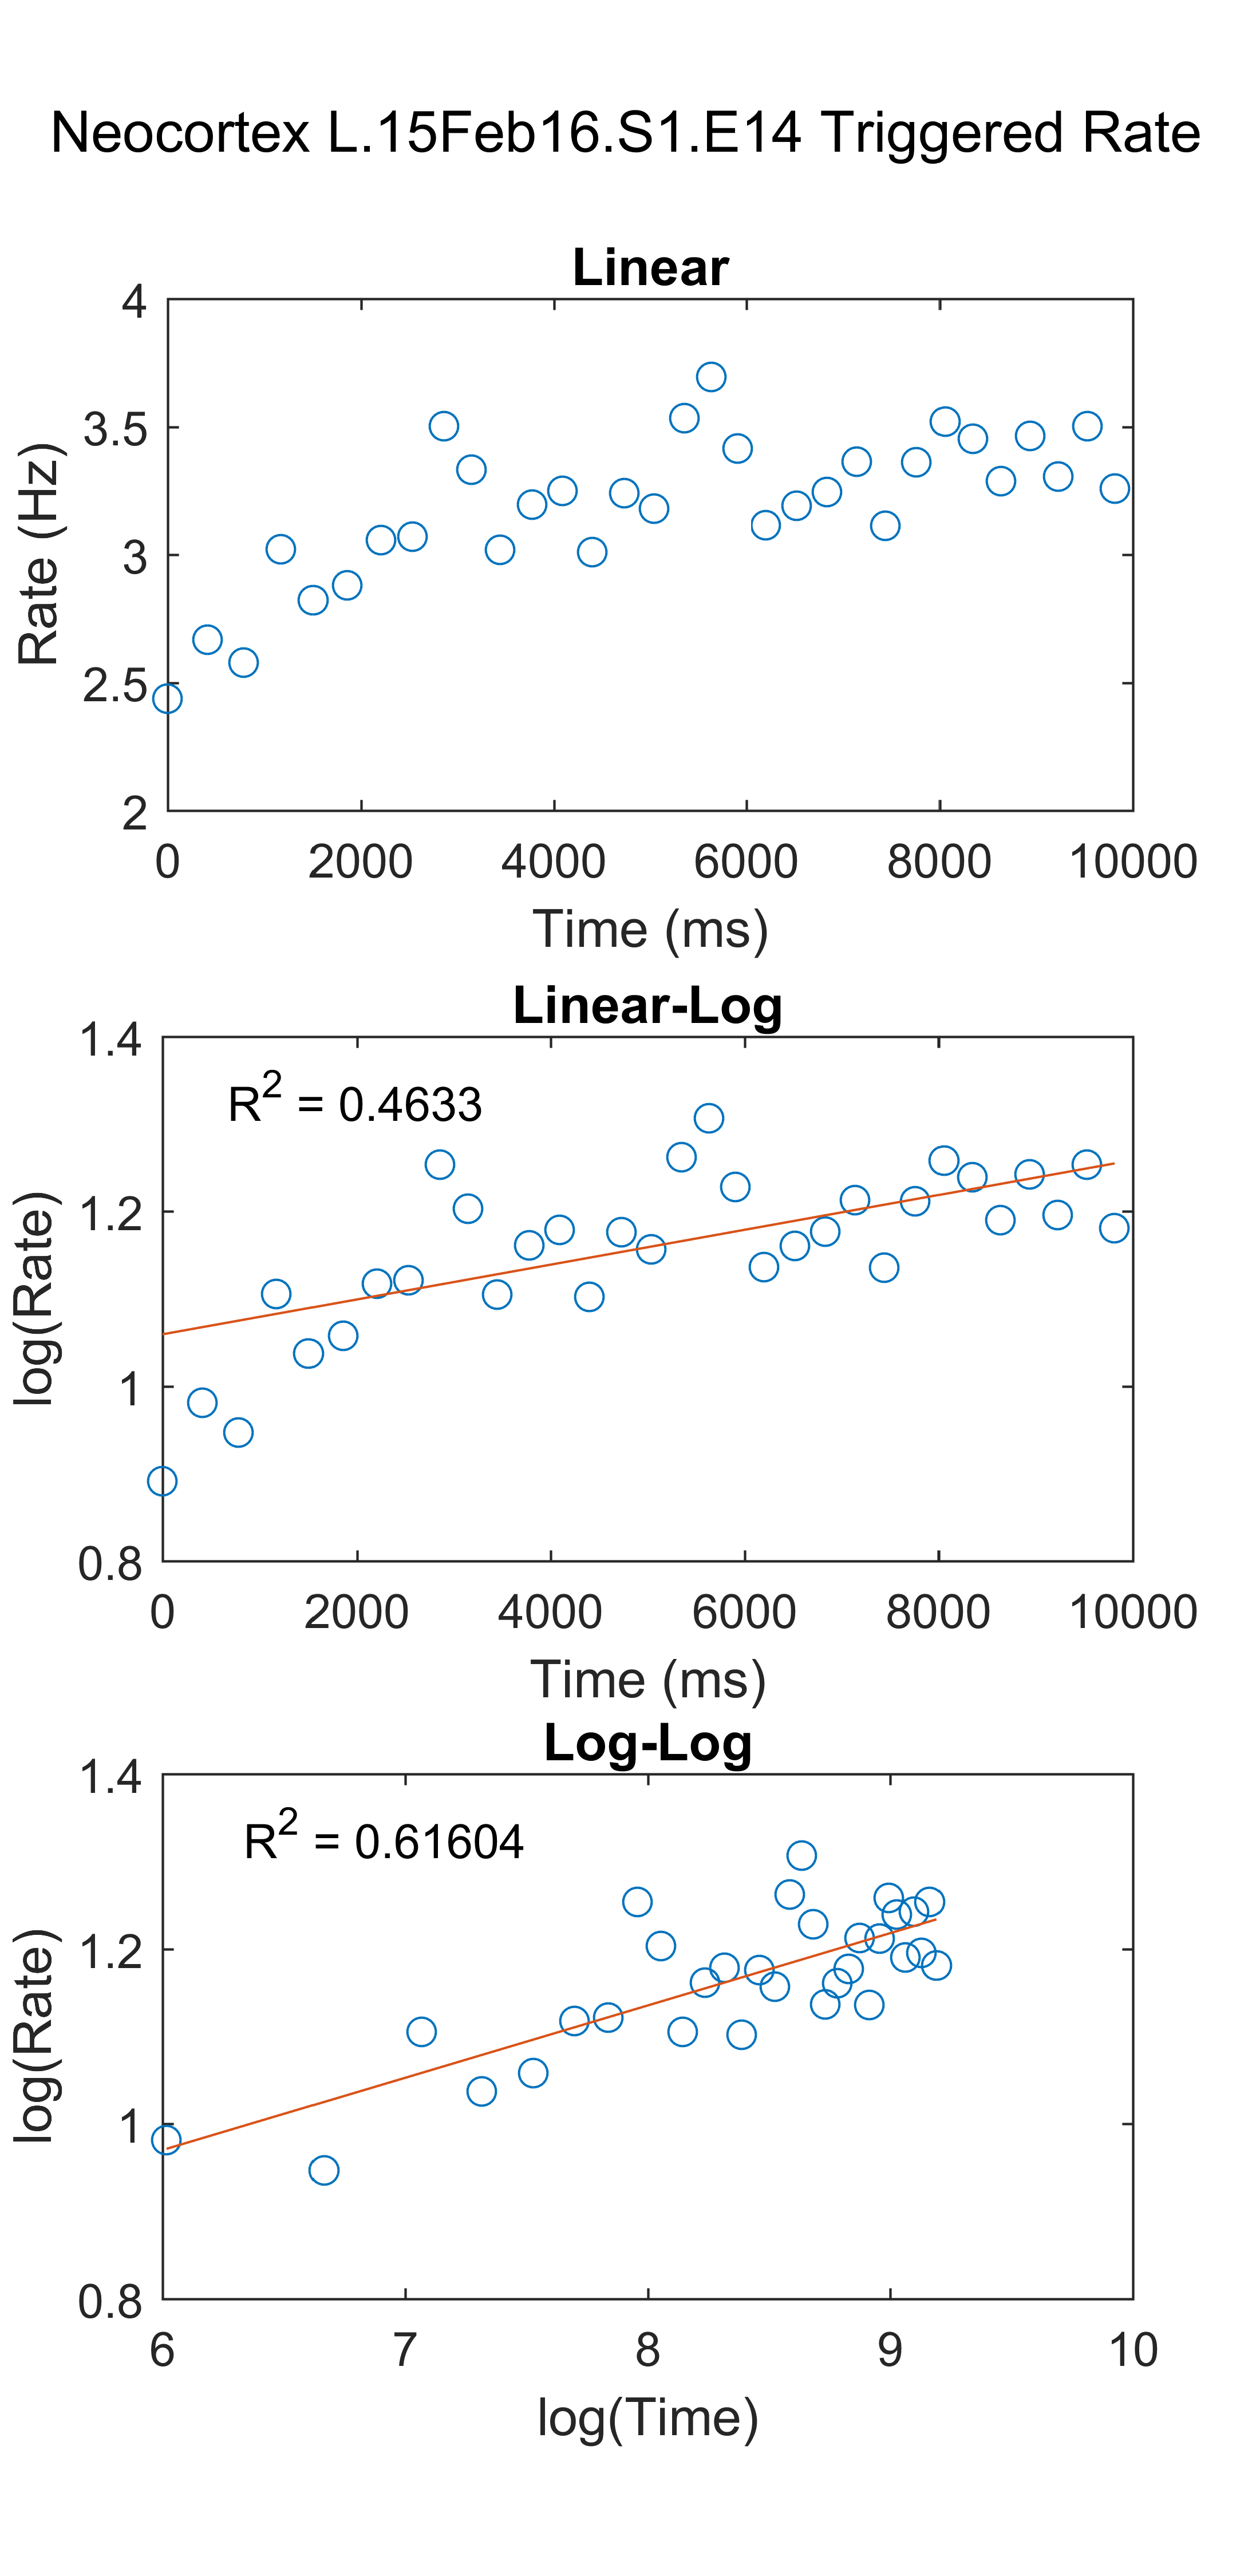 Neocortex L.15Feb16.S1.E14 Triggered Rate
Linear
4
3.5
3
2.5
2
Rate (Hz)
0 2000 4000 6000 8000 10000
Time (ms)
Linear-Log
R² = 0.4633
1.4
1.2
1
0.8
log(Rate)
0 2000 4000 6000 8000 10000
Time (ms)
Log-Log
R² = 0.61604
1.4
1.2
1
0.8
log(Rate)
6 7 8 9 10
log(Time)